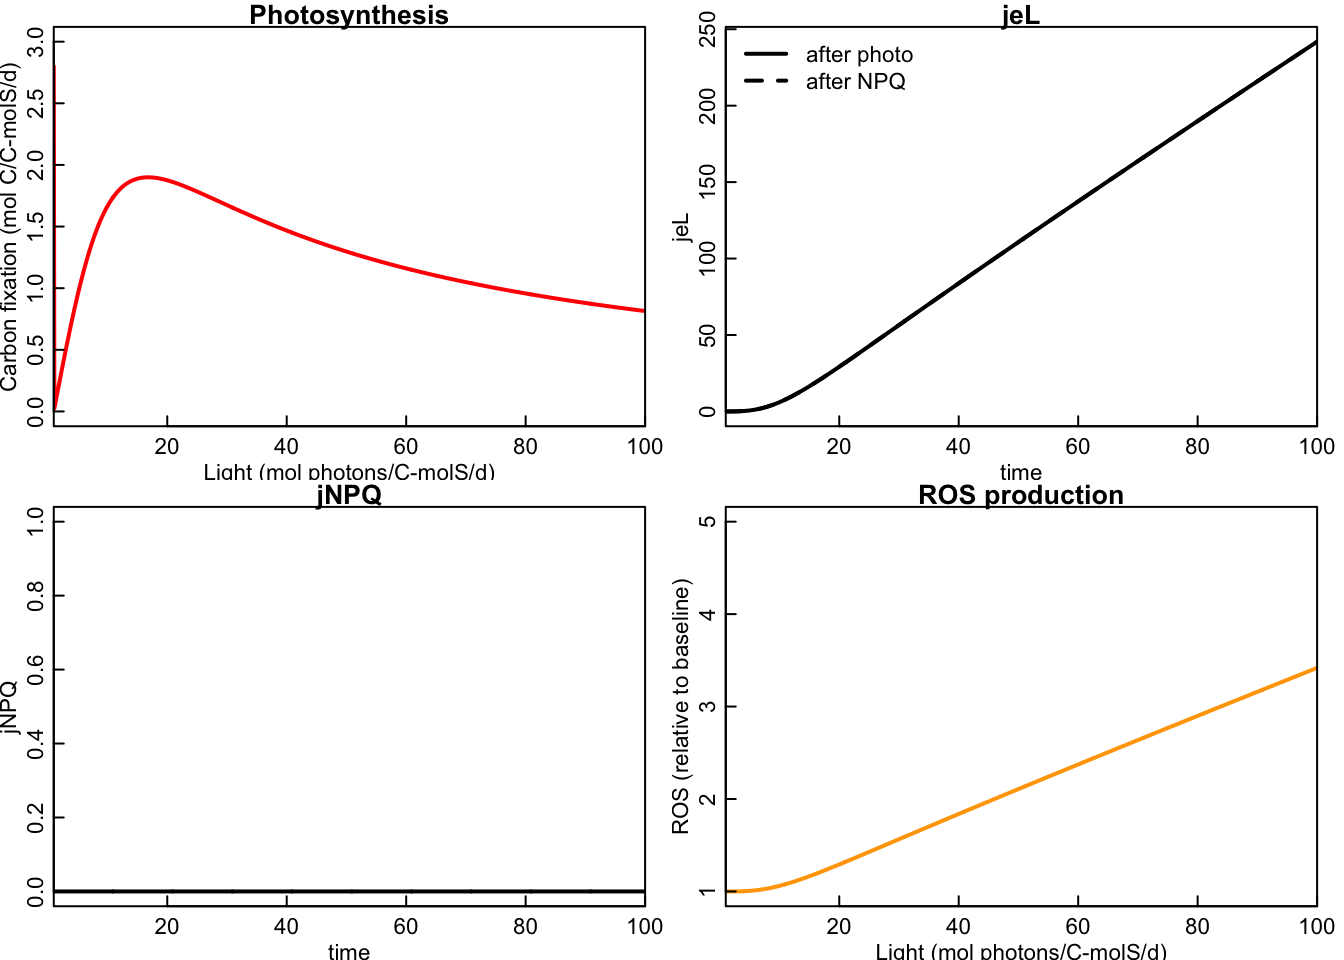 Photosynthesis
Carbon fixation (mol C/C-molS/d)
3.0
2.5
2.0
1.5
1.0
0.5
0.0
20 40 60 80 100
Light (mol photons/C-molS/d)
jeL
after photo
after NPQ
jeL
250
200
150
100
50
0
20 40 60 80 100
time
jNPQ
jNPQ
1.0
0.8
0.6
0.4
0.2
0.0
20 40 60 80 100
time
ROS production
ROS (relative to baseline)
5
4
3
2
1
20 40 60 80 100
Light (mol photons/C-molS/d)